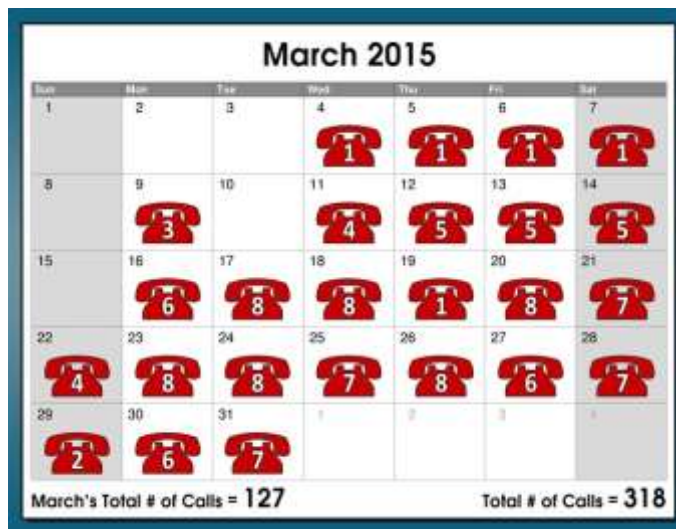 March 2015
Sun Mon Tue Wed Thu Fri Sat
1 2 3 4 5 6 7
1 1 1 1
8 9 10 11 12 13 14
3 4 5 5 5
15 16 17 18 19 20 21
6 8 8 1 8 7
22 23 24 25 26 27 28
4 8 8 7 8 6 7
29 30 31 1 2 3 4
2 6 7
March's Total # of Calls = 127 Total # of Calls = 318